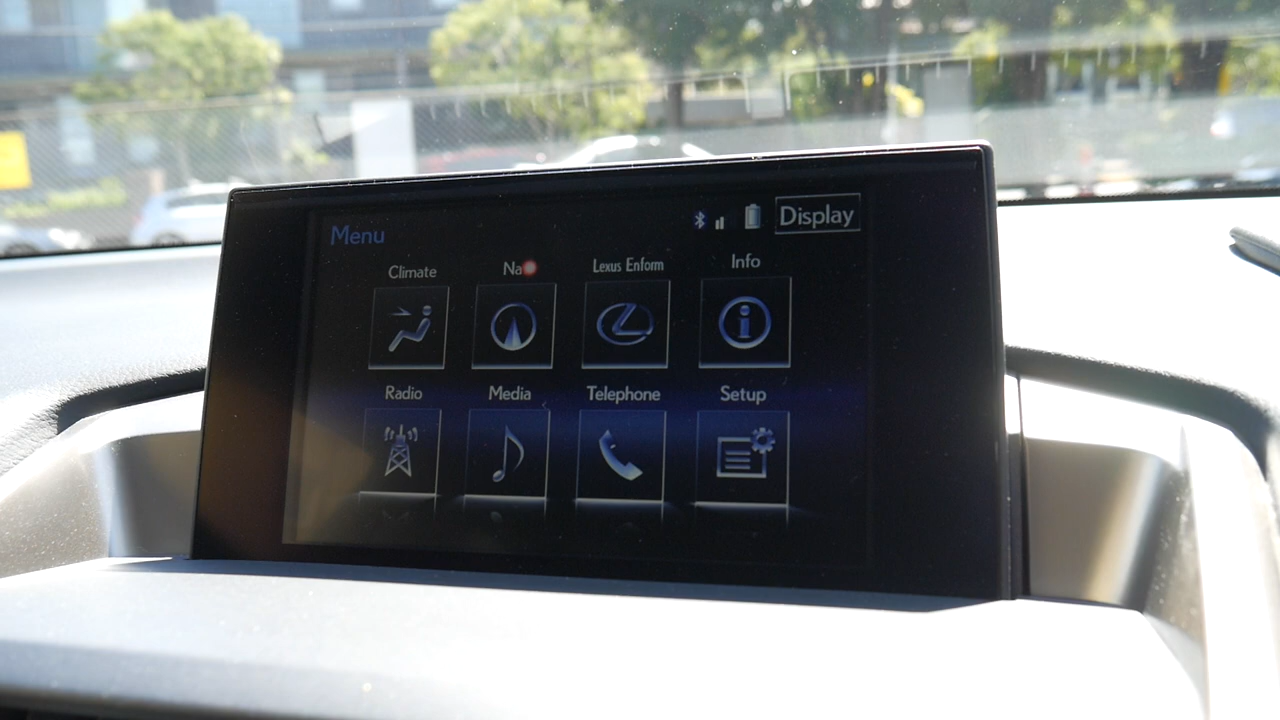 Menu
Display
Climate
Na
Lexus Enform
Info
Radio
Media
Telephone
Setup